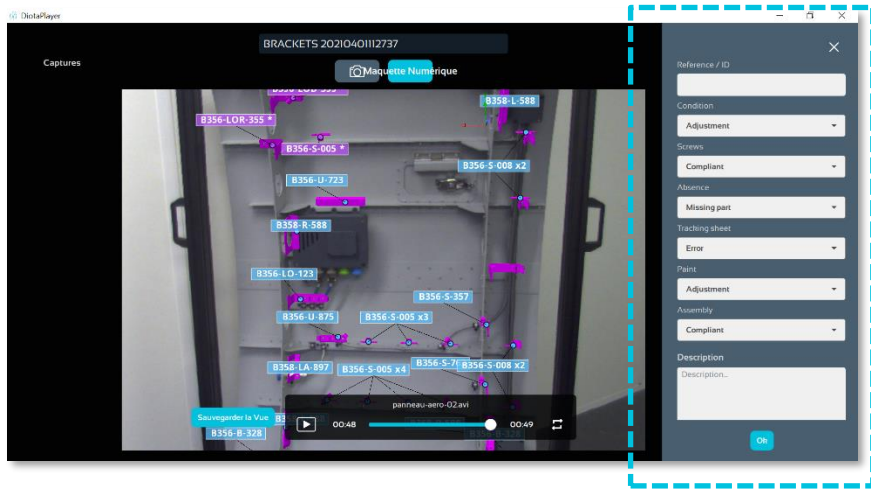 DiotaPlayer
BRACKETS 20210401112737
Captures
Maquette Numérique
B358-L-588
B356-LOR-355 *
B356-S-005 *
B356-S-008 x2
B356-U-723
B358-R-588
B356-LO-123
B356-S-357
B356-U-875
B356-S-005 x3
B358-LA-897
B356-S-005 x4
B356-S-008 x2
panneau-aero-02.avi
Sauvegarder la Vue
00:48
00:49
B356-B-328
Reference / ID
Condition
Adjustment
Screws
Compliant
Absence
Missing part
Tracking sheet
Error
Paint
Adjustment
Assembly
Compliant
Description
Description..
Ok